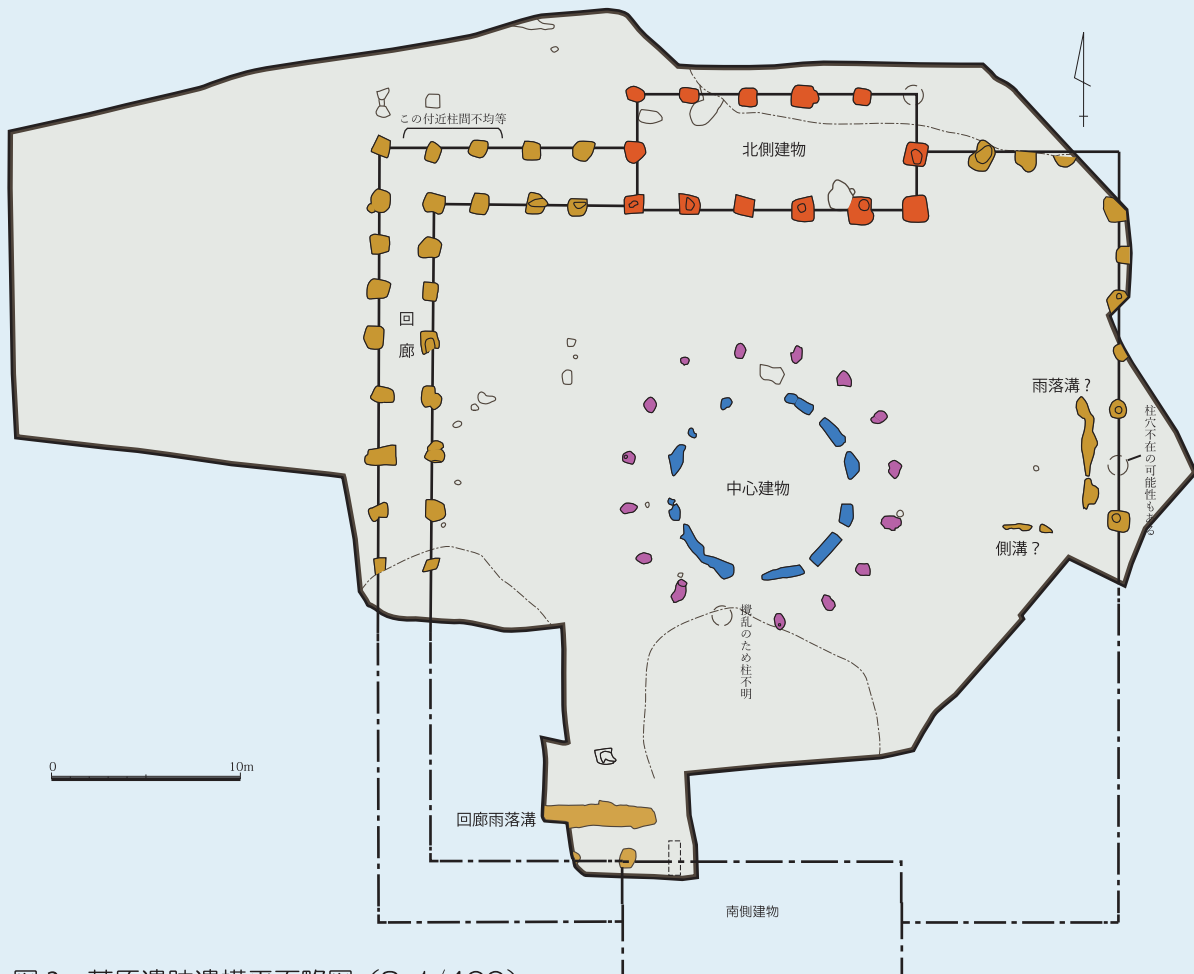 この付近柱間不均等
北側建物
回廊
雨落溝?
柱穴不在の可能性もある
中心建物
側溝?
攪乱のため柱不明
0 10m
回廊雨落溝
南側建物